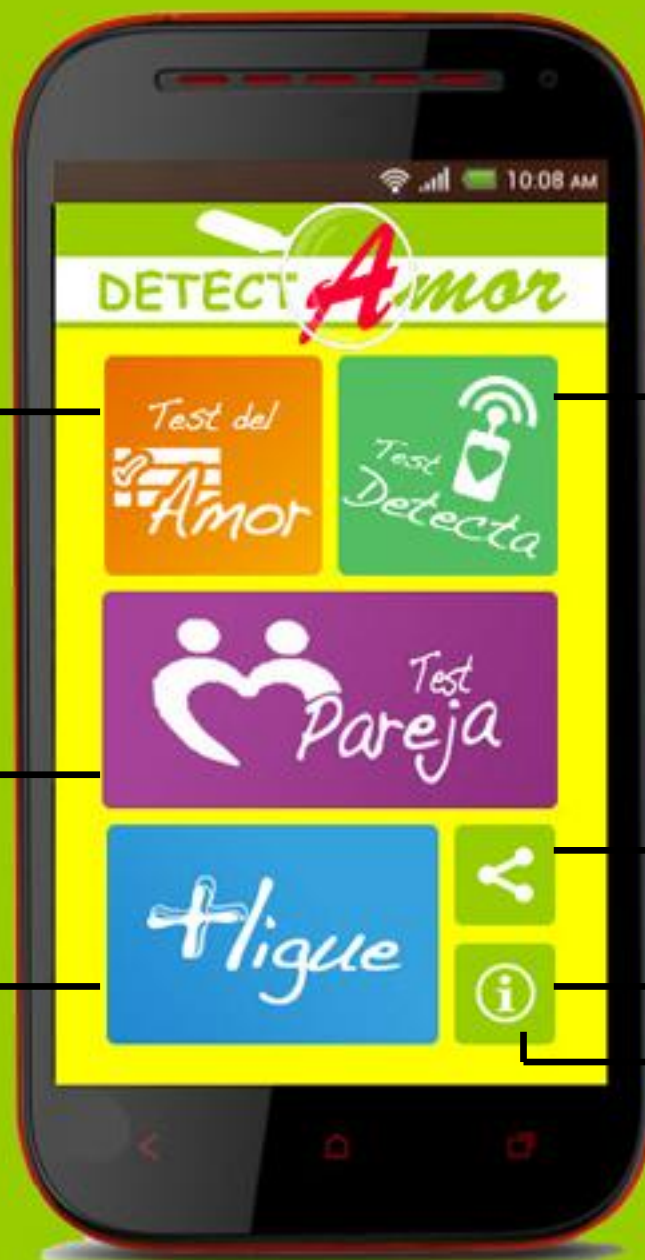 10:08 AM
DETECTAmor
Test del
Amor
Test
Detecta
Test
Pareja
+ligue